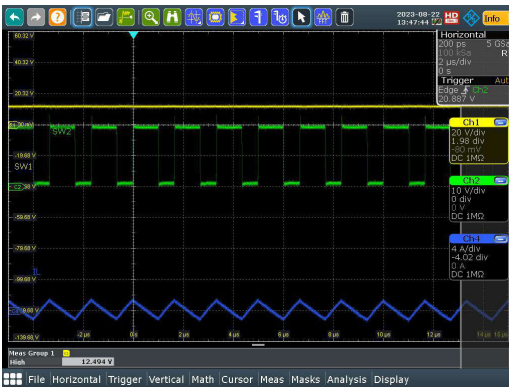 2023-08-22
13:47:44
HD
Info
Horizontal
200 ps 5 GSa
100 kSa R
2 µs/div
0 s
Trigger Aut
Edge Ch2
20.887 V
60.32 V
40.32 V
20.32 V
SW2
-19.68 V
SW1
C2
-59.68 V
-79.68 V
IL
-99.68 V
-2 µs 0 s 2 µs 4 µs 6 µs 8 µs 10 µs 12 µs 14 µs
Ch1
20 V/div
1.98 div
-80 mV
DC 1MΩ
Ch2
10 V/div
0 div
0 V
DC 1MΩ
Ch4
4 A/div
-4.02 div
0 A
DC 1MΩ
Meas Group 1
High 12.494 V
File Horizontal Trigger Vertical Math Cursor Meas Masks Analysis Display